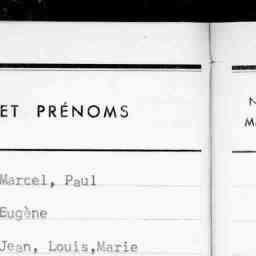 ET PRÉNOMS
Marcel, Paul
Eugène
Jean, Louis,Marie